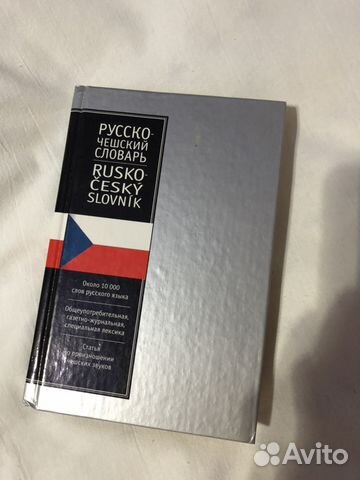 РУССКО-
ЧЕШСКИЙ
СЛОВАРЬ
RUSKO-
ČESKÝ
SLOVNÍK
Около 10 000
слов русского языка
Общеупотребительная,
газетно-журнальная,
специальная лексика
Статья
о произношении
чешских звуков
Avito